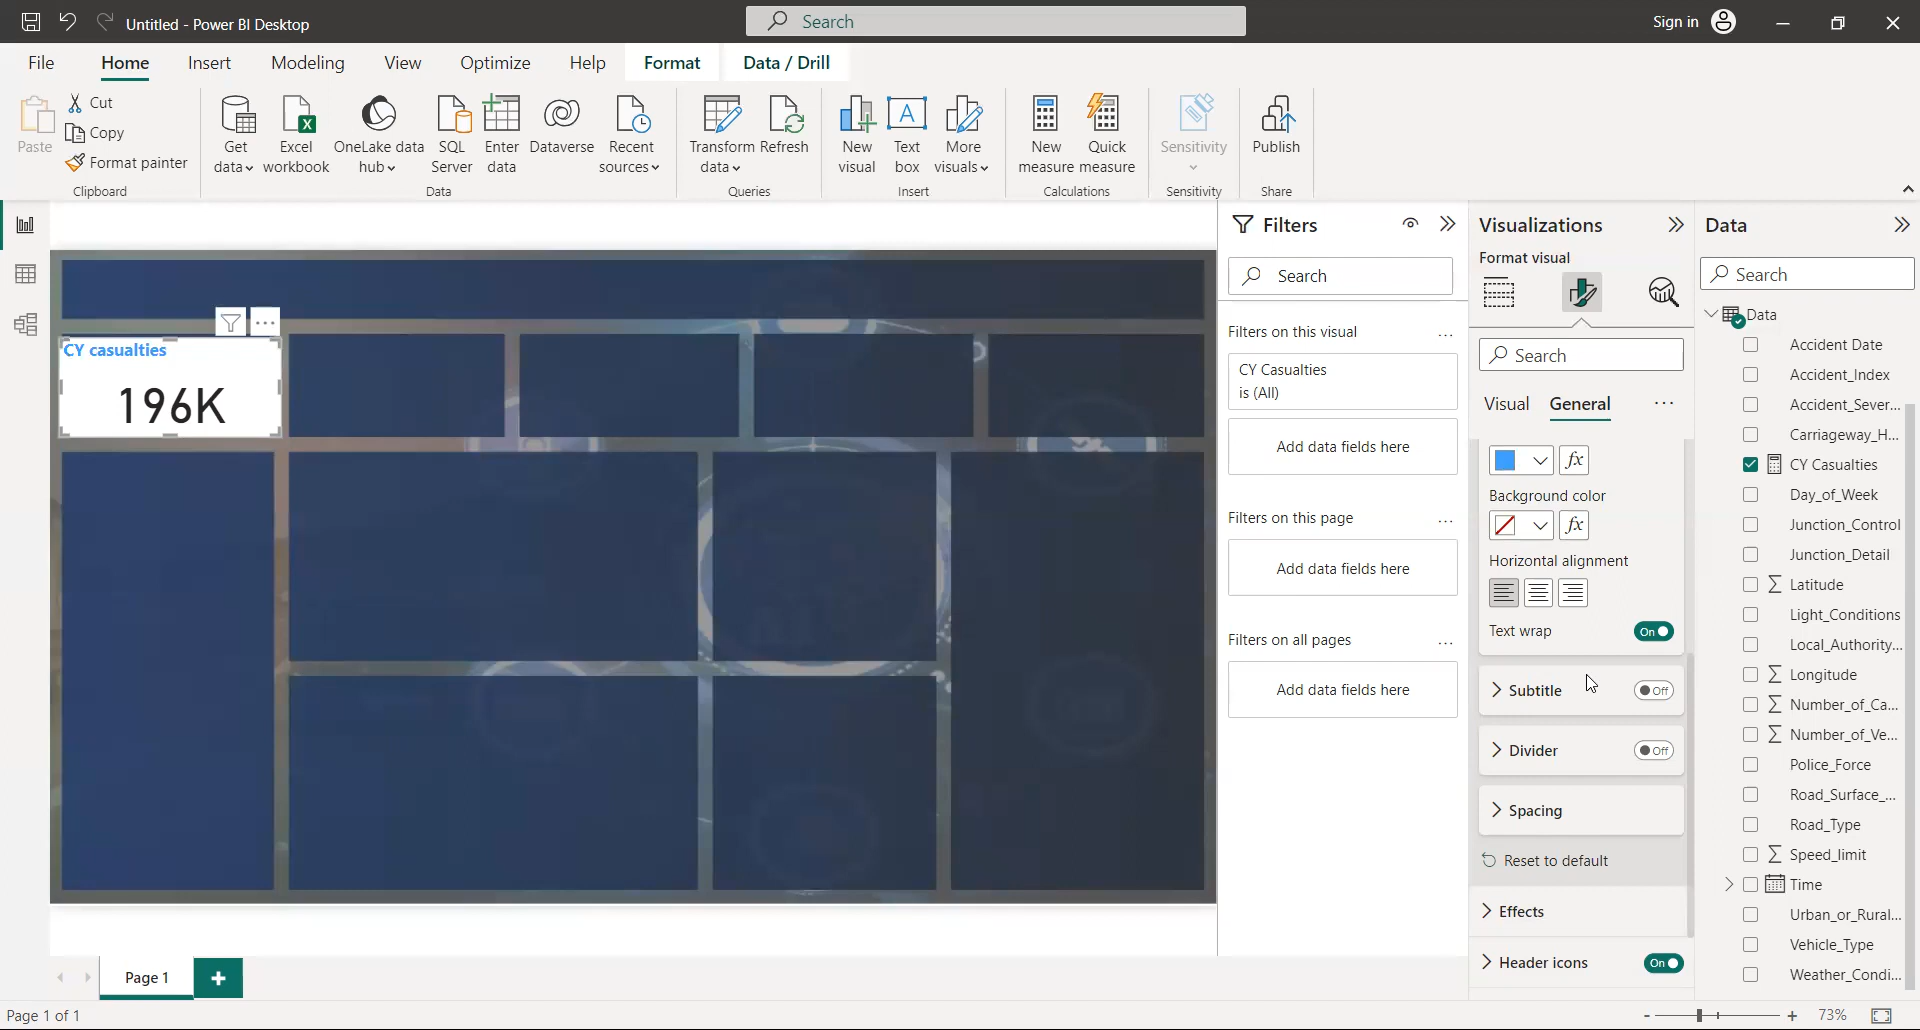 Untitled - Power BI Desktop
Search
Sign in
File
Home
Insert
Modeling
View
Optimize
Help
Format
Data / Drill
Paste
Cut
Copy
Format painter
Clipboard
Get data
Excel workbook
OneLake data hub
SQL Server
Enter data
Dataverse
Recent sources
Data
Transform data
Refresh
Queries
New visual
Text box
More visuals
Insert
New measure
Quick measure
Calculations
Sensitivity
Sensitivity
Publish
Share
CY casualties
196K
Filters
Search
Filters on this visual
...
CY Casualties
is (All)
Add data fields here
Filters on this page
...
Add data fields here
Filters on all pages
...
Add data fields here
Visualizations
Format visual
Search
Visual
General
...
fx
Background color
fx
Horizontal alignment
Text wrap
On
Subtitle
Off
Divider
Off
Spacing
Reset to default
Effects
Header icons
On
Data
Search
Data
Accident Date
Accident_Index
Accident_Sever...
Carriageway_H...
CY Casualties
Day_of_Week
Junction_Control
Junction_Detail
Latitude
Light_Conditions
Local_Authority...
Longitude
Number_of_Ca...
Number_of_Ve...
Police_Force
Road_Surface_...
Road_Type
Speed_limit
Time
Urban_or_Rural...
Vehicle_Type
Weather_Condi...
Page 1
Page 1 of 1
73%